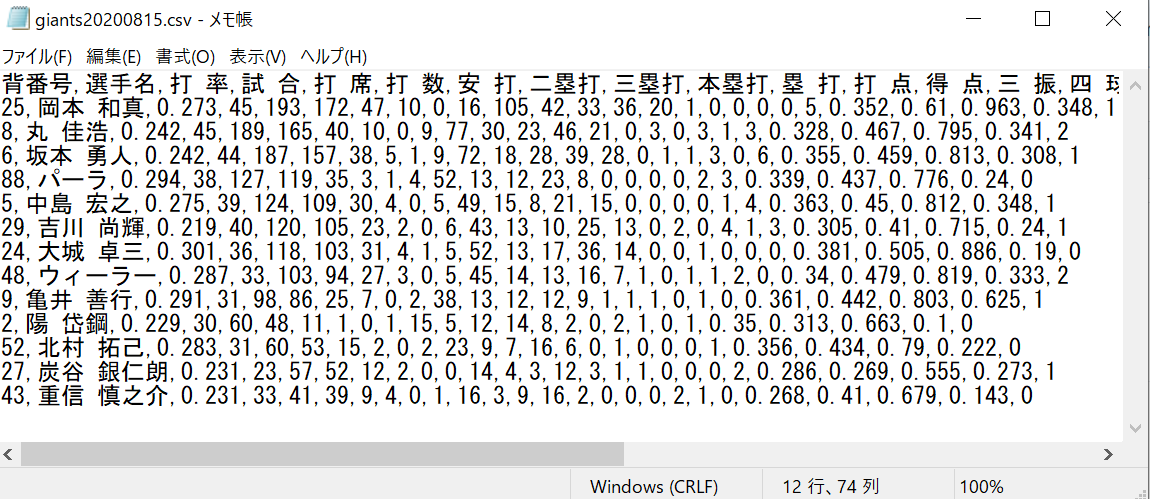 giants20200815.csv - メモ帳
ファイル(F) 編集(E) 書式(O) 表示(V) ヘルプ(H)
背番号,選手名,打 率,試 合,打 席,打 数,安 打,二塁打,三塁打,本塁打,塁 打,打 点,得 点,三 振,四 球
25,岡本 和真,0.273,45,193,172,47,10,0,16,105,42,33,36,20,1,0,0,0,0,5,0.352,0.61,0.963,0.348,1
8,丸 佳浩,0.242,45,189,165,40,10,0,9,77,30,23,46,21,0,3,0,3,1,3,0.328,0.467,0.795,0.341,2
6,坂本 勇人,0.242,44,187,157,38,5,1,9,72,18,28,39,28,0,1,1,3,0,6,0.355,0.459,0.813,0.308,1
88,パーラ,0.294,38,127,119,35,3,1,4,52,13,12,23,8,0,0,0,0,2,3,0.339,0.437,0.776,0.24,0
5,中島 宏之,0.275,39,124,109,30,4,0,5,49,15,8,21,15,0,0,0,0,1,4,0.363,0.45,0.812,0.348,1
29,吉川 尚輝,0.219,40,120,105,23,2,0,6,43,13,10,25,13,0,2,0,4,1,3,0.305,0.41,0.715,0.24,1
24,大城 卓三,0.301,36,118,103,31,4,1,5,52,13,17,36,14,0,0,1,0,0,0,0.381,0.505,0.886,0.19,0
48,ウィーラー,0.287,33,103,94,27,3,0,5,45,14,13,16,7,1,0,1,1,2,0,0.34,0.479,0.819,0.333,2
9,亀井 善行,0.291,31,98,86,25,7,0,2,38,13,12,12,9,1,1,1,0,1,0,0.361,0.442,0.803,0.625,1
2,陽 岱鋼,0.229,30,60,48,11,1,0,1,15,5,12,14,8,2,0,2,1,0,1,0.35,0.313,0.663,0.1,0
52,北村 拓己,0.283,31,60,53,15,2,0,2,23,9,7,16,6,0,1,0,0,0,1,0.356,0.434,0.79,0.222,0
27,炭谷 銀仁朗,0.231,23,57,52,12,2,0,0,14,4,3,12,3,1,1,0,0,0,2,0.286,0.269,0.555,0.273,1
43,重信 慎之介,0.231,33,41,39,9,4,0,1,16,3,9,16,2,0,0,0,2,1,0,0.268,0.41,0.679,0.143,0
Windows (CRLF) 12 行、74 列 100%